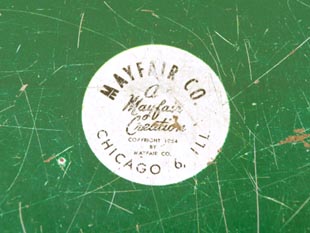 MAYFAIR CO.
A
Mayfair
Creation
COPYRIGHT 1954
BY
MAYFAIR CO.
CHICAGO 6, ILL.